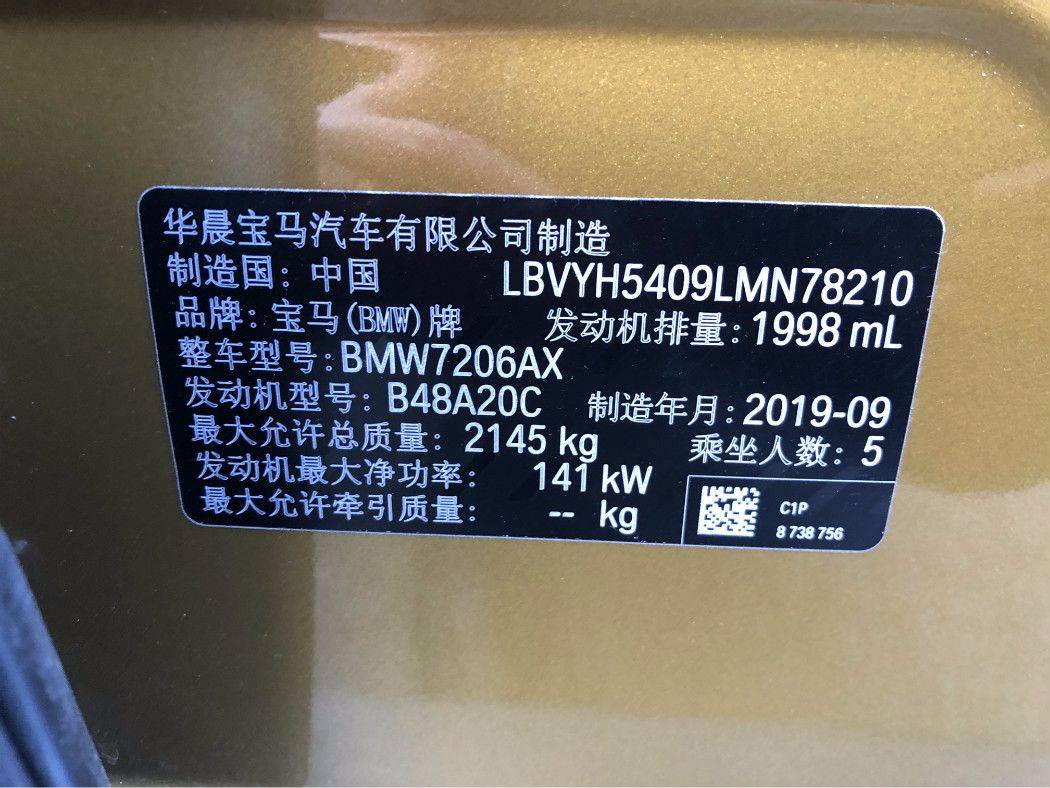 华晨宝马汽车有限公司制造
制造国：中国 LBVYH5409LMN78210
品牌：宝马(BMW)牌 发动机排量：1998 mL
整车型号：BMW7206AX
发动机型号：B48A20C 制造年月：2019-09
最大允许总质量：2145 kg 乘坐人数：5
发动机最大净功率：141 kW
最大允许牵引质量：-- kg
C1P
8 738 756